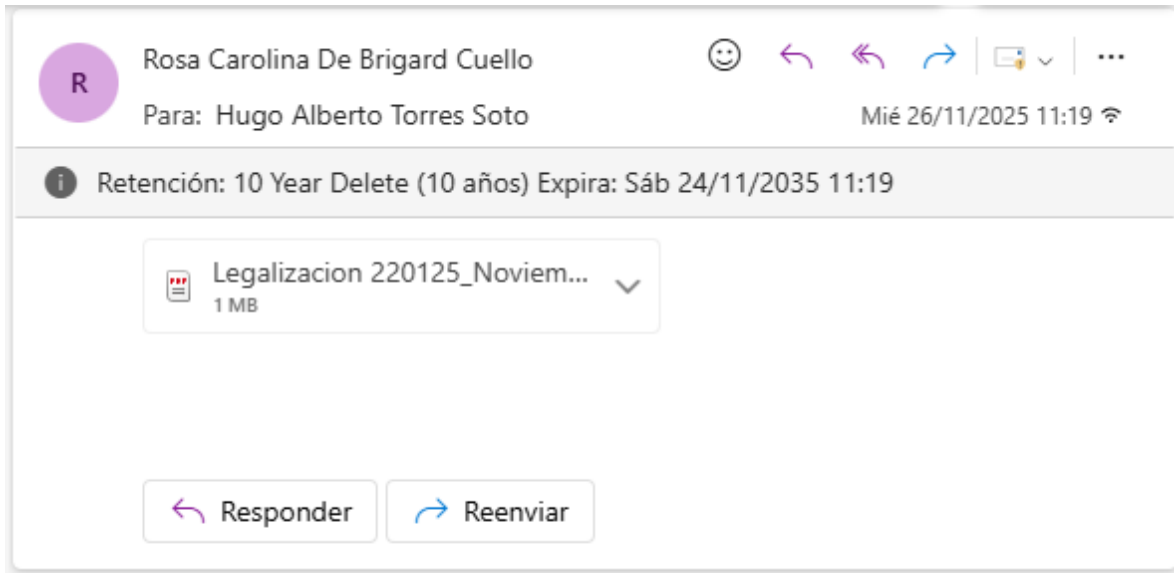 R
Rosa Carolina De Brigard Cuello
Para: Hugo Alberto Torres Soto
Mié 26/11/2025 11:19
Retención: 10 Year Delete (10 años) Expira: Sáb 24/11/2035 11:19
Legalizacion 220125_Noviem...
1 MB
Responder
Reenviar